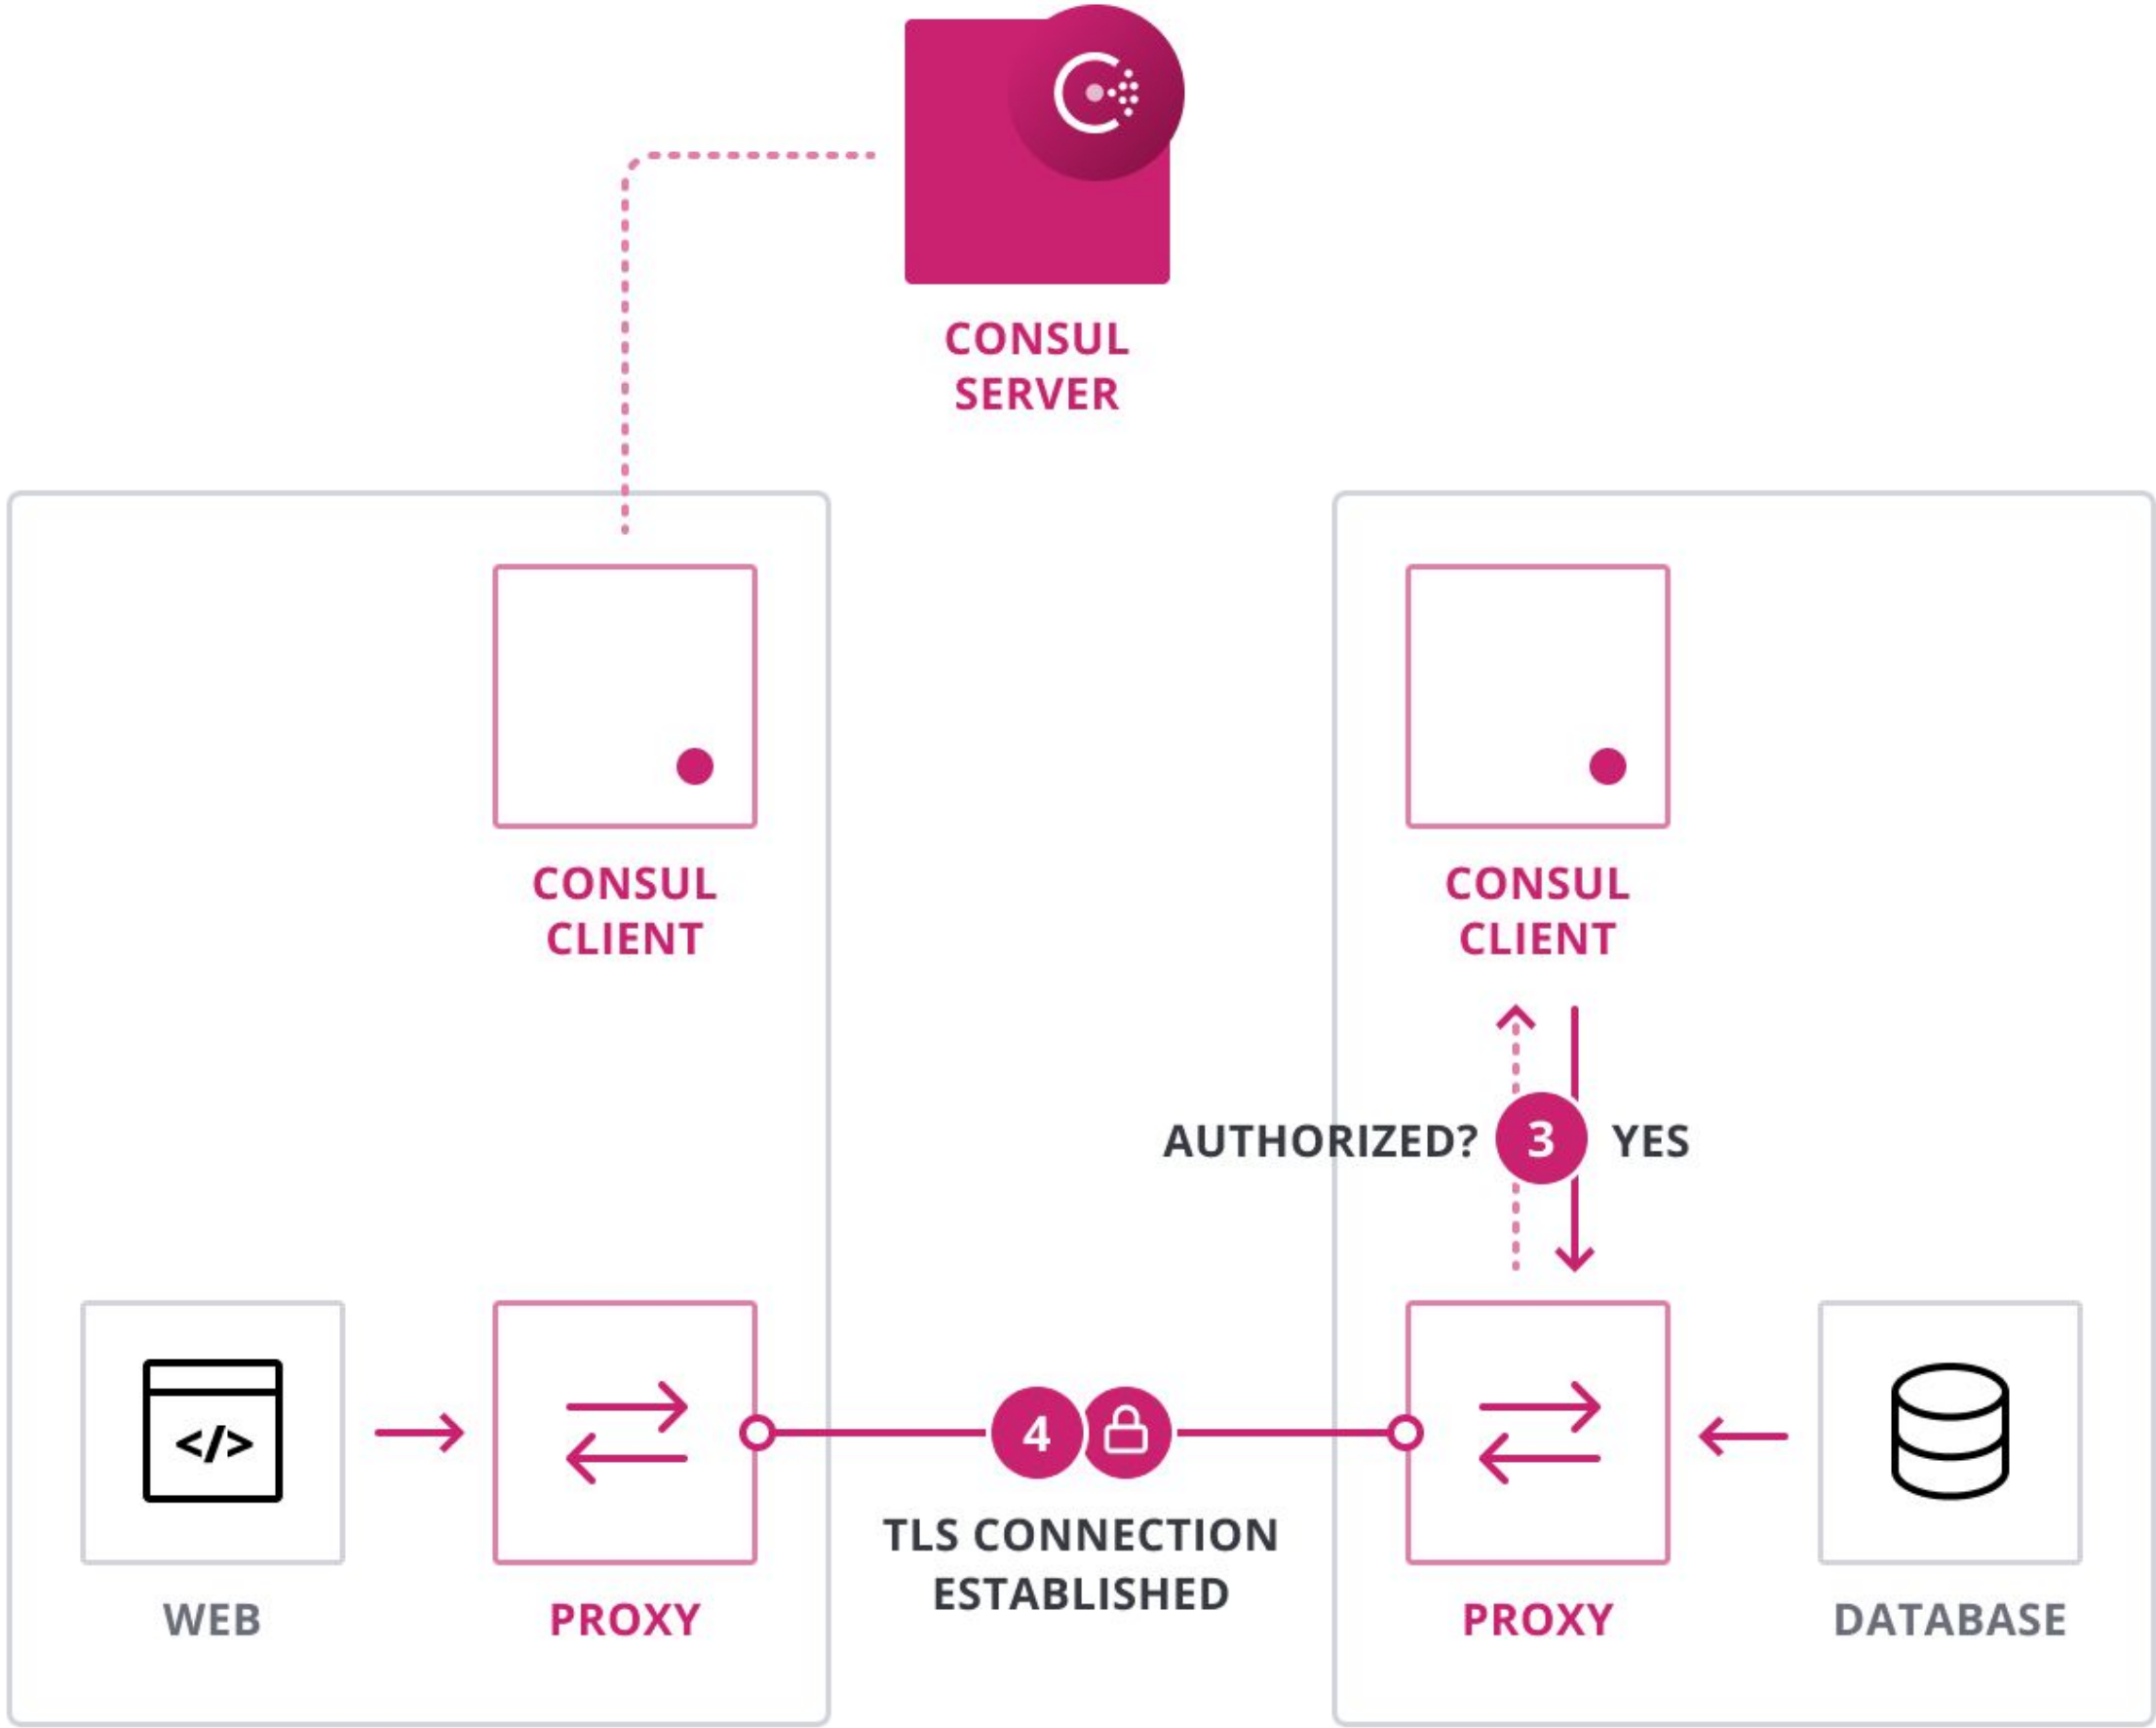 CONSUL
SERVER
CONSUL
CLIENT
CONSUL
CLIENT
AUTHORIZED? 3 YES
</>
4
TLS CONNECTION
ESTABLISHED
WEB
PROXY
PROXY
DATABASE